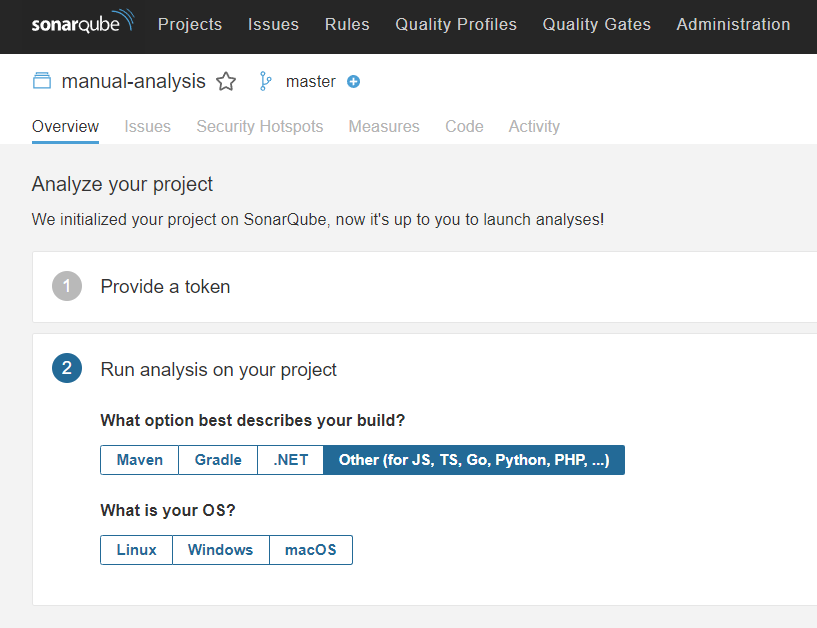 sonarqube Projects Issues Rules Quality Profiles Quality Gates Administration
manual-analysis master
Overview Issues Security Hotspots Measures Code Activity
Analyze your project
We initialized your project on SonarQube, now it's up to you to launch analyses!
1 Provide a token
2 Run analysis on your project
What option best describes your build?
Maven Gradle .NET Other (for JS, TS, Go, Python, PHP, ...)
What is your OS?
Linux Windows macOS